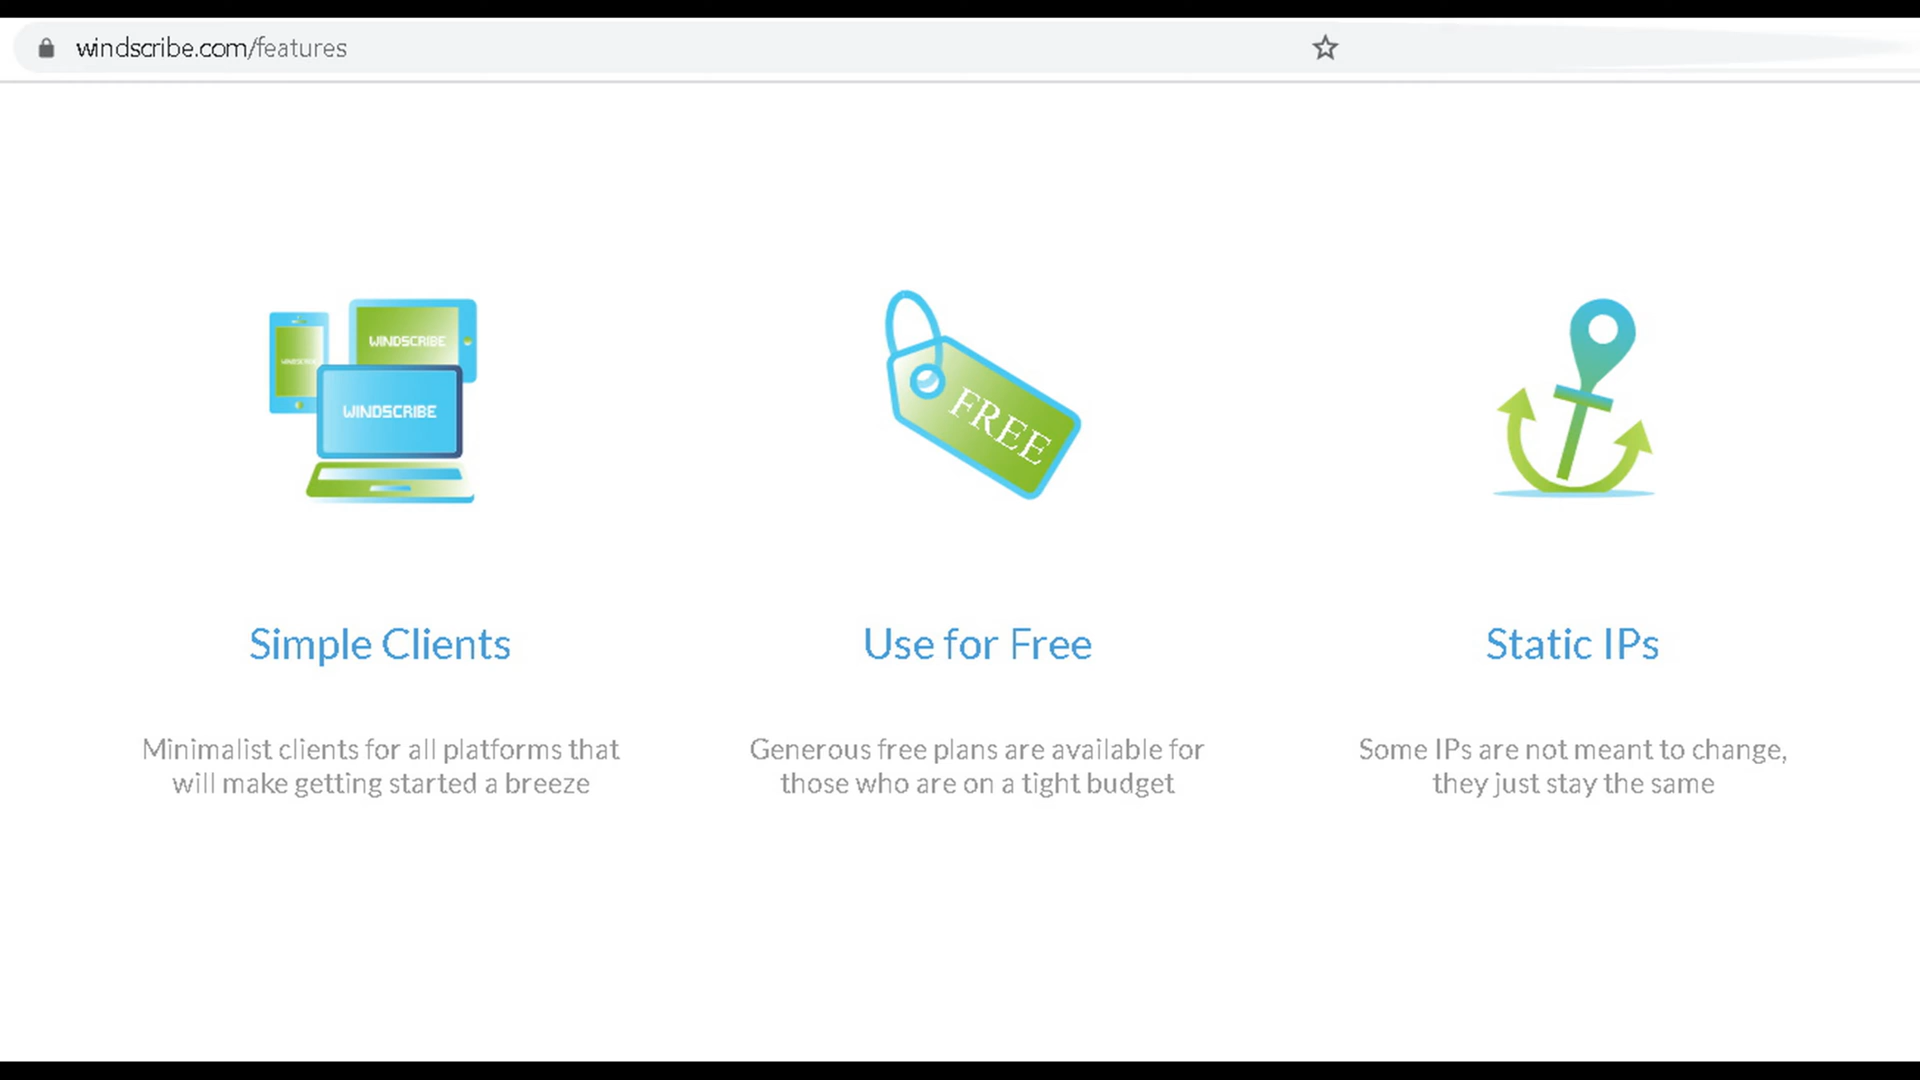 windscribe.com/features
WINDSCRIBE
WINDSCRIBE
WINDSCRIBE
FREE
Simple Clients
Use for Free
Static IPs
Minimalist clients for all platforms that
will make getting started a breeze
Generous free plans are available for
those who are on a tight budget
Some IPs are not meant to change,
they just stay the same